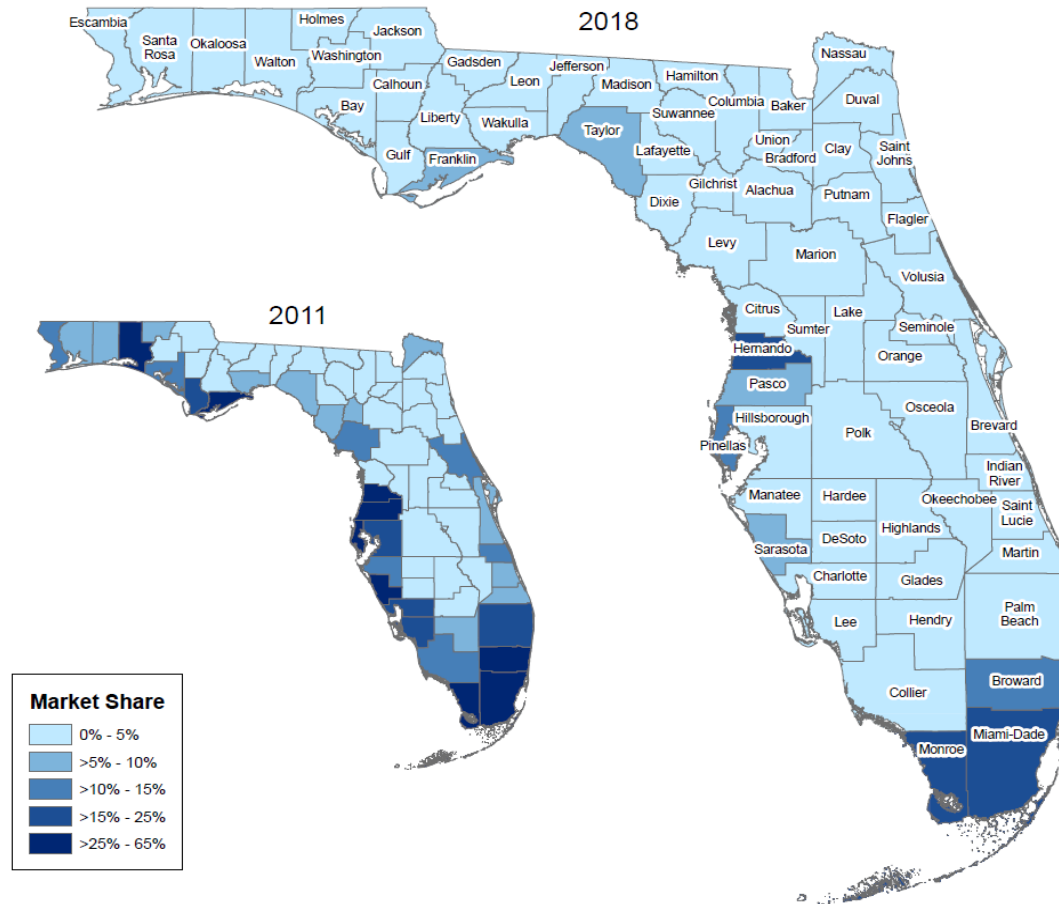 2018
Escambia
Santa
Rosa
Okaloosa
Walton
Holmes
Washington
Jackson
Bay
Calhoun
Gulf
Liberty
Gadsden
Franklin
Leon
Wakulla
Jefferson
Madison
Taylor
Hamilton
Suwannee
Lafayette
Columbia
Baker
Nassau
Duval
Union
Bradford
Clay
Saint
Johns
Dixie
Gilchrist
Alachua
Putnam
Flagler
Levy
Marion
Volusia
Citrus
Sumter
Lake
Seminole
Hernando
Orange
Pasco
Osceola
Hillsborough
Polk
Brevard
Pinellas
Indian
River
Manatee
Hardee
Okeechobee
Saint
Lucie
Highlands
Sarasota
DeSoto
Martin
Charlotte
Glades
Lee
Hendry
Palm
Beach
Collier
Broward
Monroe
Miami-Dade
2011
Market Share
0% - 5%
>5% - 10%
>10% - 15%
>15% - 25%
>25% - 65%